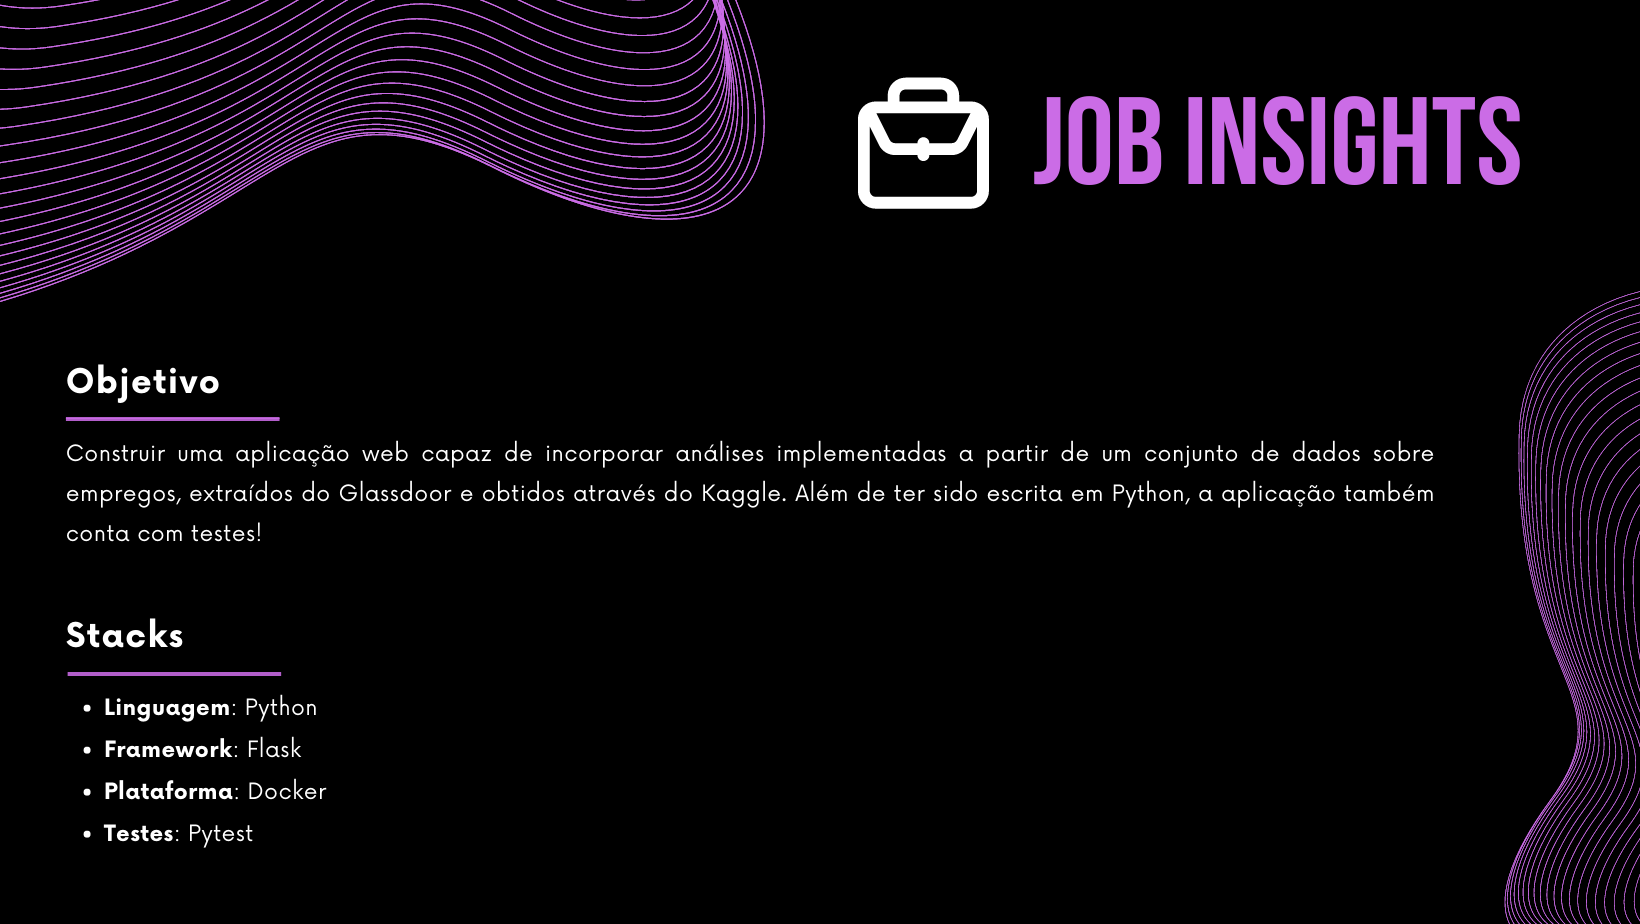 JOB INSIGHTS
Objetivo
Construir uma aplicação web capaz de incorporar análises implementadas a partir de um conjunto de dados sobre
empregos, extraídos do Glassdoor e obtidos através do Kaggle. Além de ter sido escrita em Python, a aplicação também
conta com testes!
Stacks
• Linguagem: Python
• Framework: Flask
• Plataforma: Docker
• Testes: Pytest